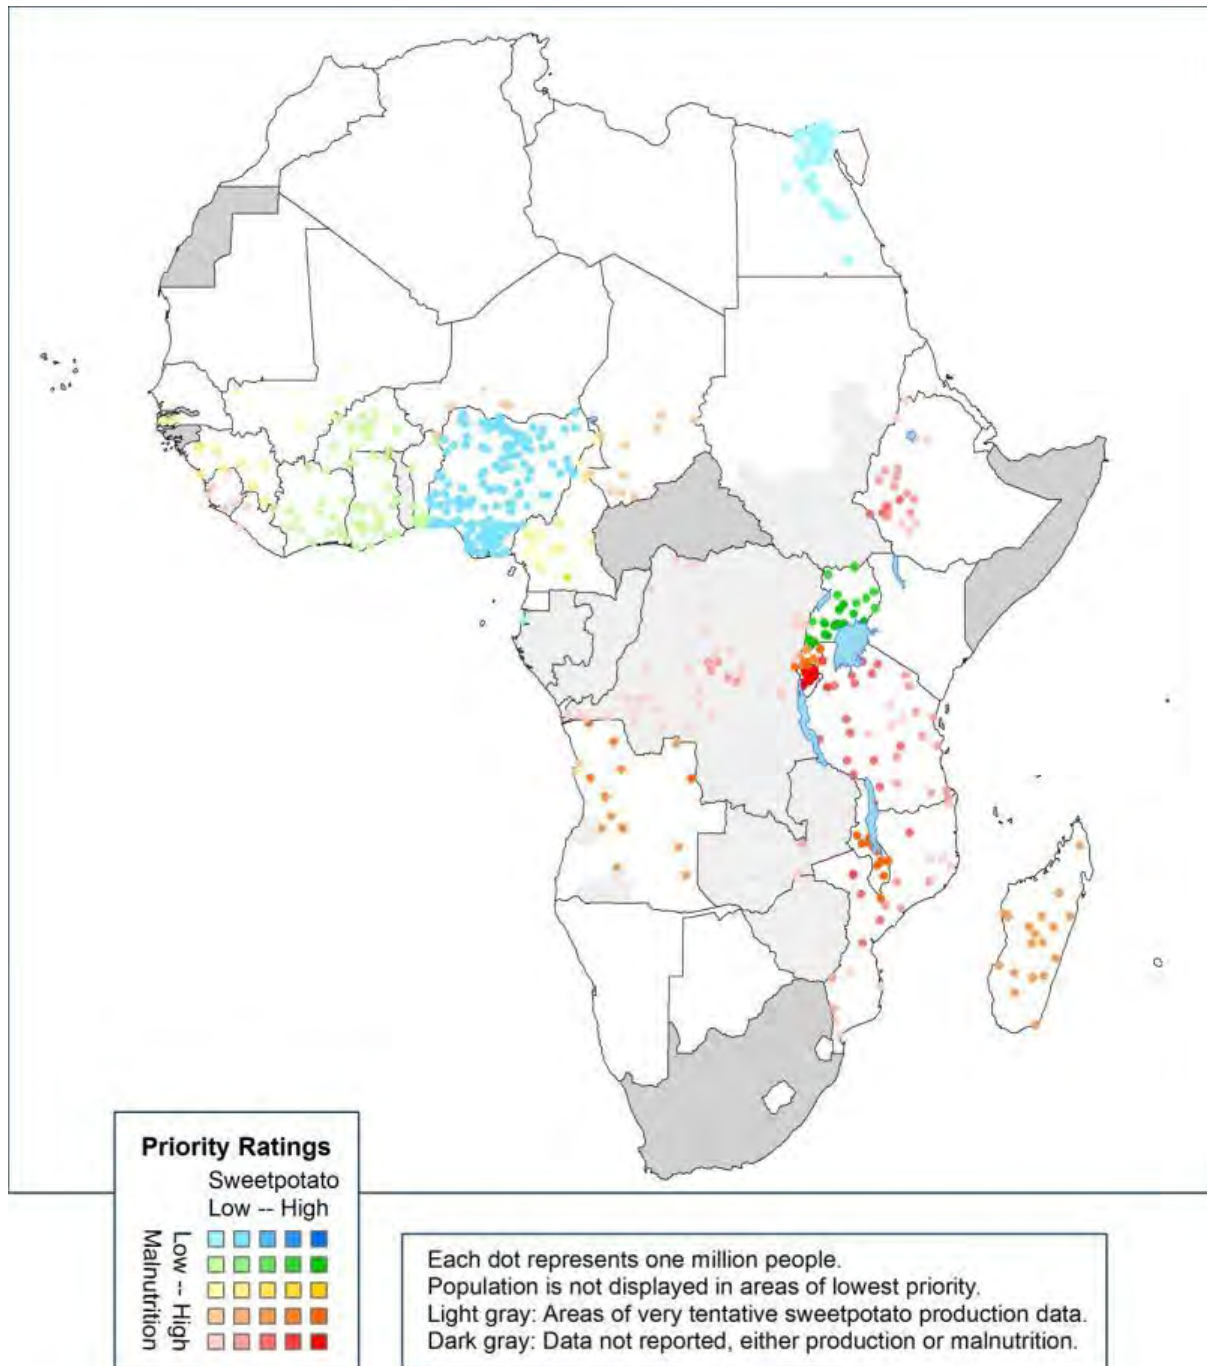 Priority Ratings
Sweetpotato
Low -- High
Low -- High
Malnutrition
Each dot represents one million people.
Population is not displayed in areas of lowest priority.
Light gray: Areas of very tentative sweetpotato production data.
Dark gray: Data not reported, either production or malnutrition.